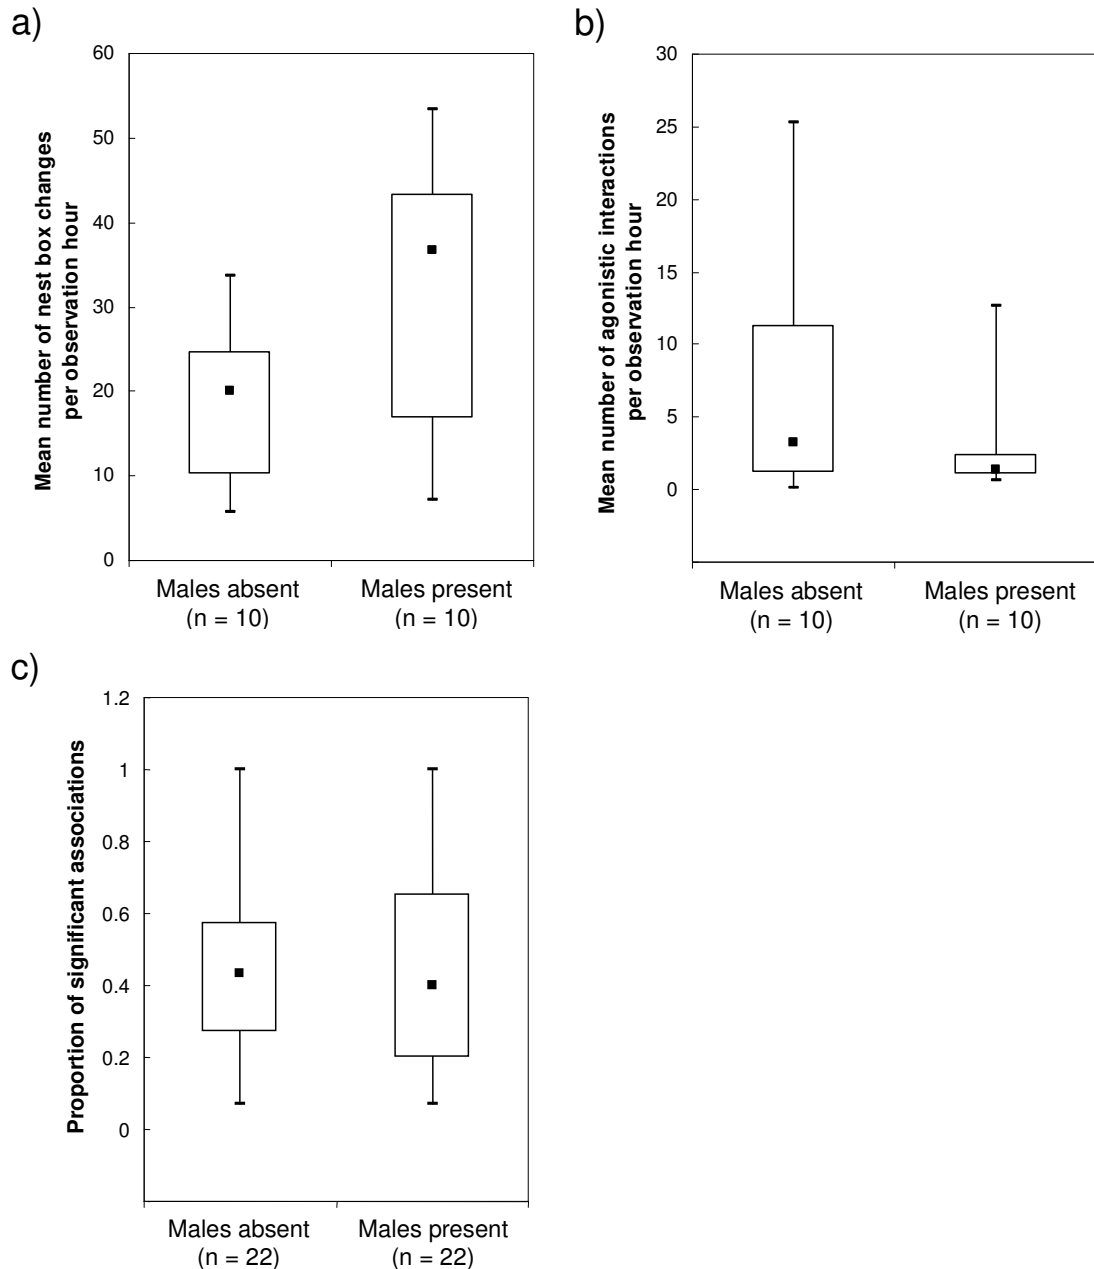 a)
Mean number of nest box changes
per observation hour
60
50
40
30
20
10
0
Males absent
(n = 10)
Males present
(n = 10)
b)
Mean number of agonistic interactions
per observation hour
30
25
20
15
10
5
0
Males absent
(n = 10)
Males present
(n = 10)
c)
Proportion of significant associations
1.2
1
0.8
0.6
0.4
0.2
0
Males absent
(n = 22)
Males present
(n = 22)